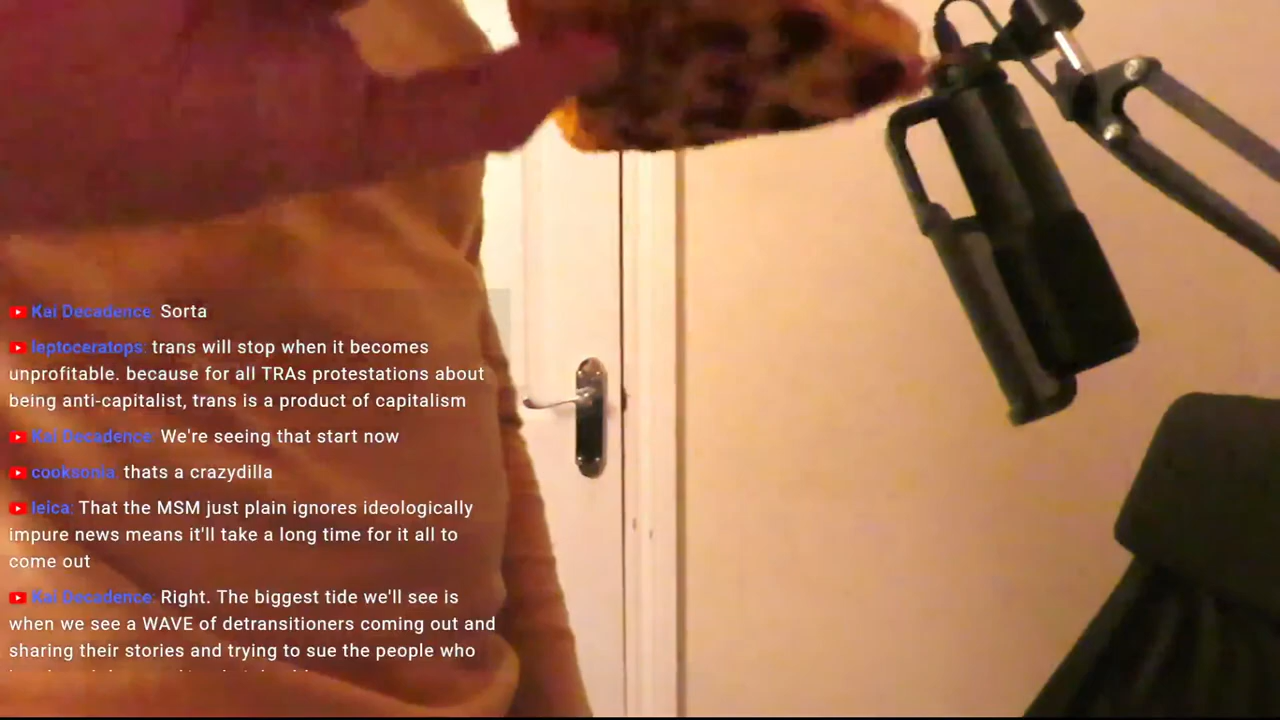 Kai Decadence: Sorta
leptoceratops: trans will stop when it becomes
unprofitable. because for all TRAs protestations about
being anti-capitalist, trans is a product of capitalism
Kai Decadence: We're seeing that start now
cooksonia: thats a crazydilla
leica: That the MSM just plain ignores ideologically
impure news means it'll take a long time for it all to
come out
Kai Decadence: Right. The biggest tide we'll see is
when we see a WAVE of detransitioners coming out and
sharing their stories and trying to sue the people who